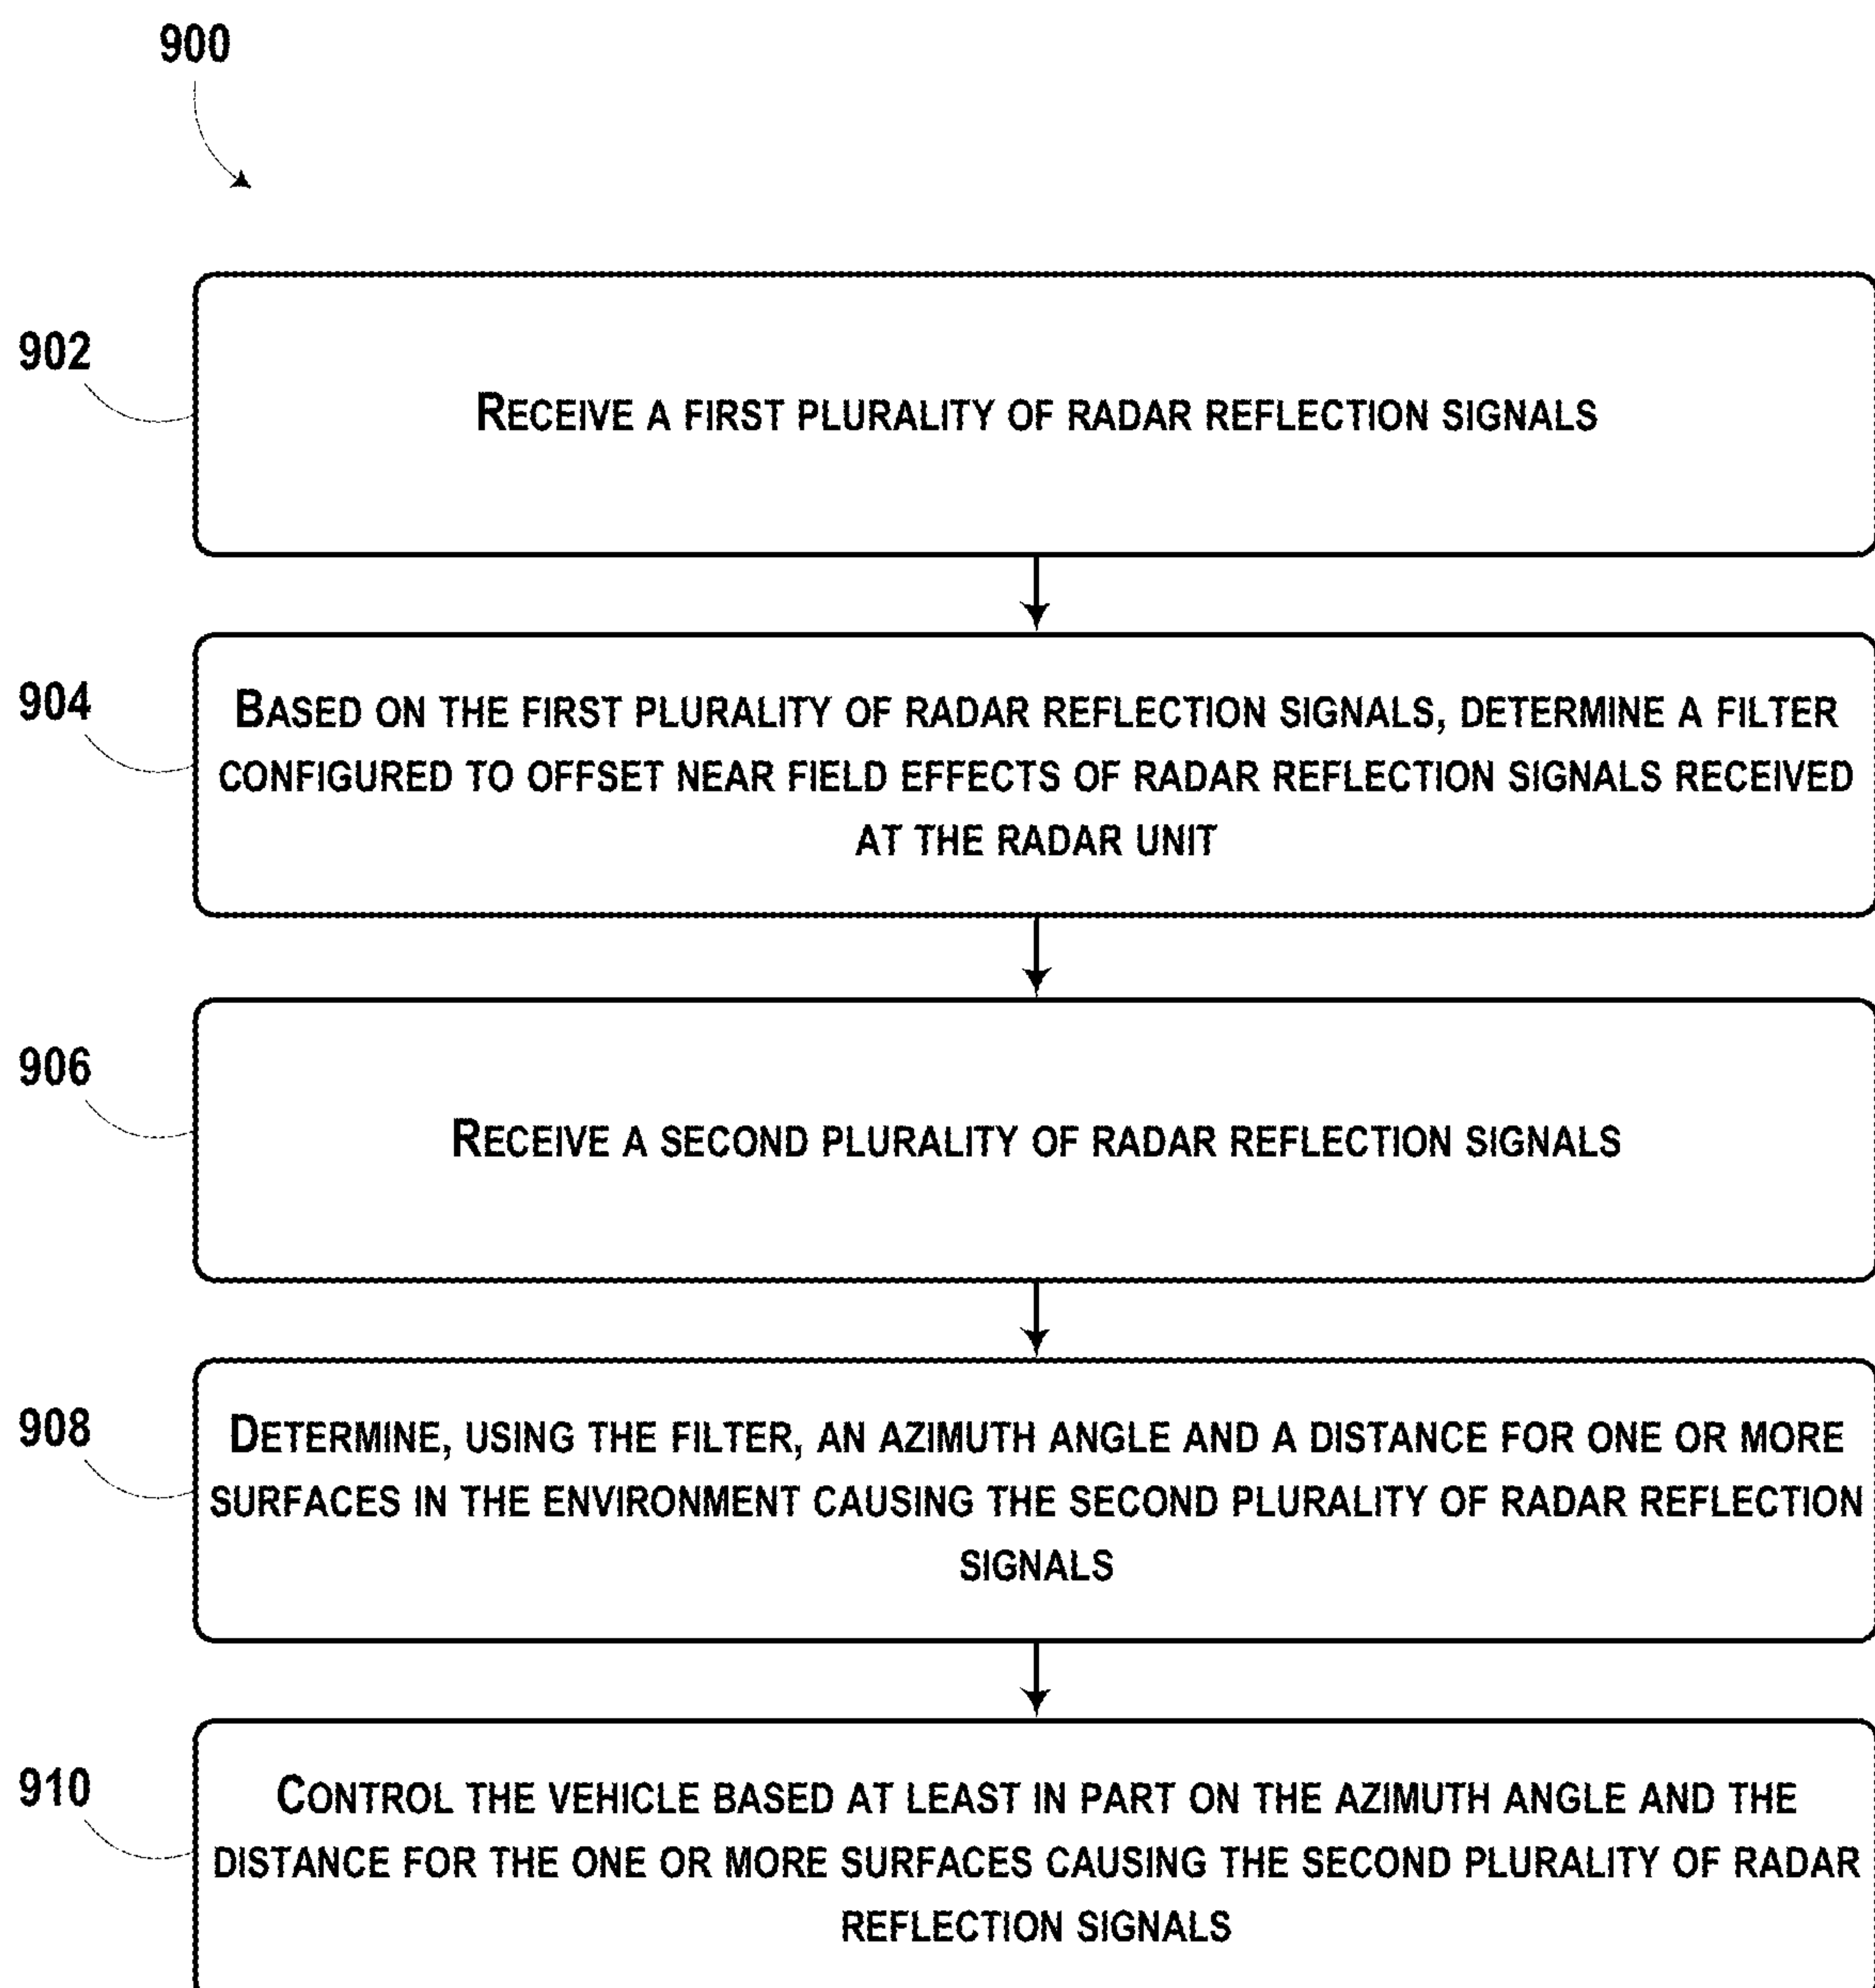 900
902
RECEIVE A FIRST PLURALITY OF RADAR REFLECTION SIGNALS
904
BASED ON THE FIRST PLURALITY OF RADAR REFLECTION SIGNALS, DETERMINE A FILTER
CONFIGURED TO OFFSET NEAR FIELD EFFECTS OF RADAR REFLECTION SIGNALS RECEIVED
AT THE RADAR UNIT
906
RECEIVE A SECOND PLURALITY OF RADAR REFLECTION SIGNALS
908
DETERMINE, USING THE FILTER, AN AZIMUTH ANGLE AND A DISTANCE FOR ONE OR MORE
SURFACES IN THE ENVIRONMENT CAUSING THE SECOND PLURALITY OF RADAR REFLECTION
SIGNALS
910
CONTROL THE VEHICLE BASED AT LEAST IN PART ON THE AZIMUTH ANGLE AND THE
DISTANCE FOR THE ONE OR MORE SURFACES CAUSING THE SECOND PLURALITY OF RADAR
REFLECTION SIGNALS